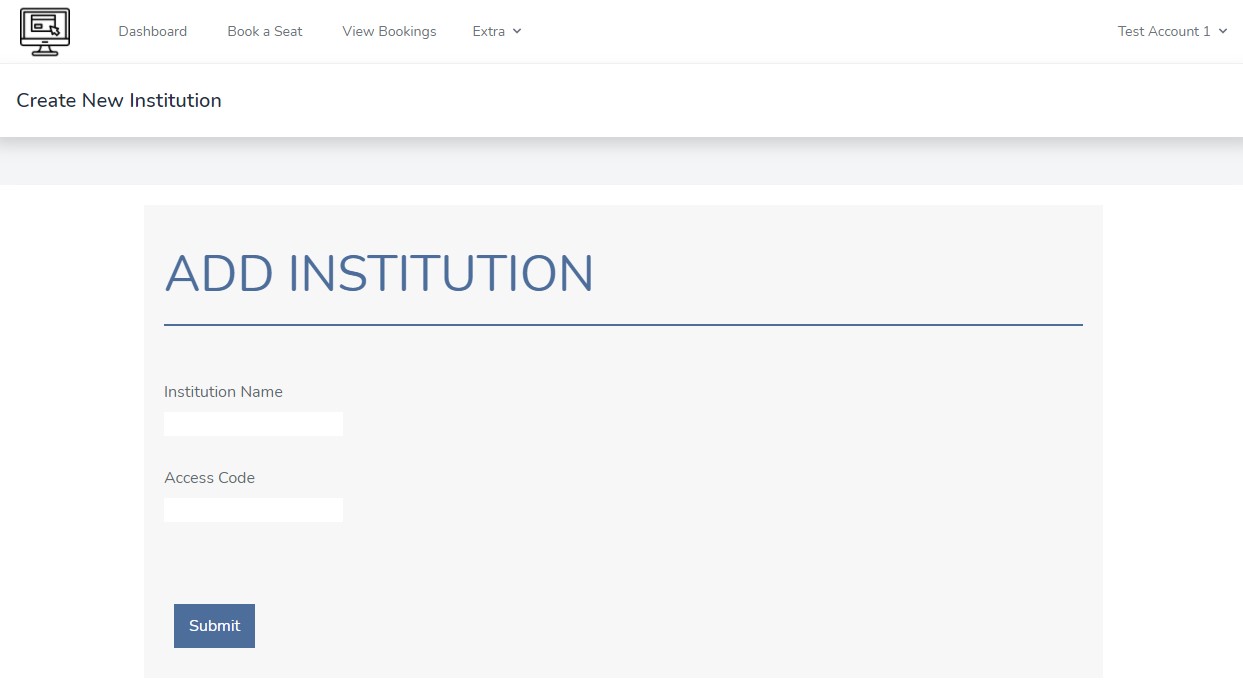 Dashboard Book a Seat View Bookings Extra Test Account 1
Create New Institution
ADD INSTITUTION
Institution Name
Access Code
Submit